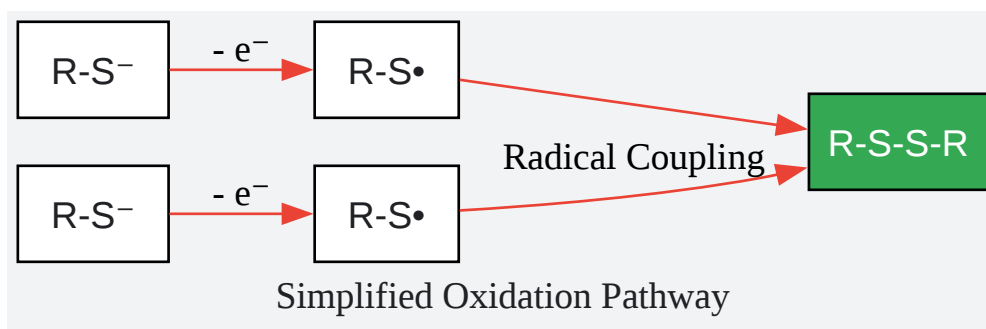 R-S⁻
- e⁻
R-S•
R-S-S-R
Radical Coupling
R-S⁻
- e⁻
R-S•
Simplified Oxidation Pathway